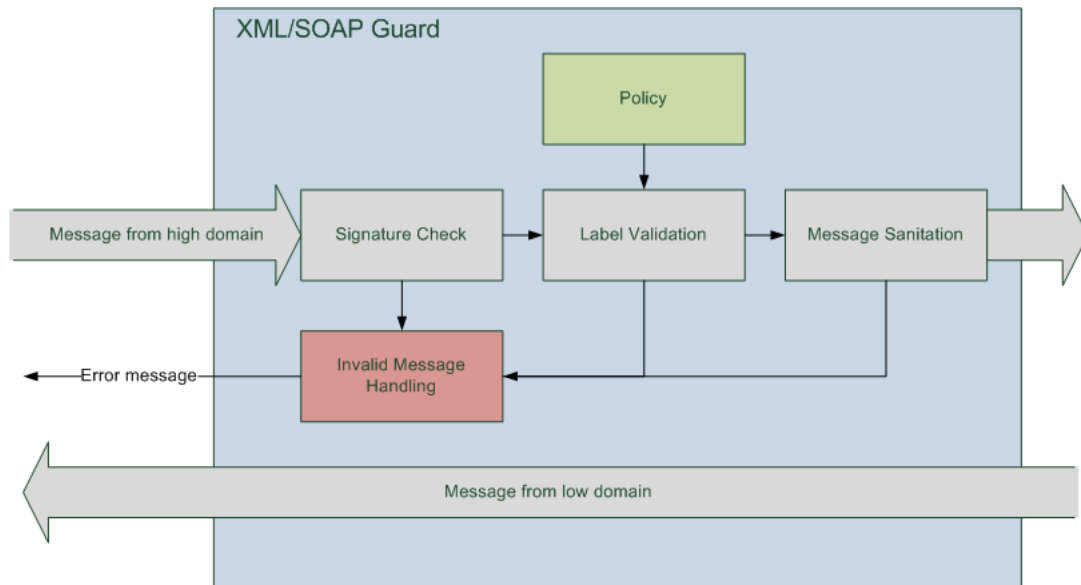 XML/SOAP Guard
Policy
Message from high domain
Signature Check
Label Validation
Message Sanitation
Invalid Message
Handling
Error message
Message from low domain